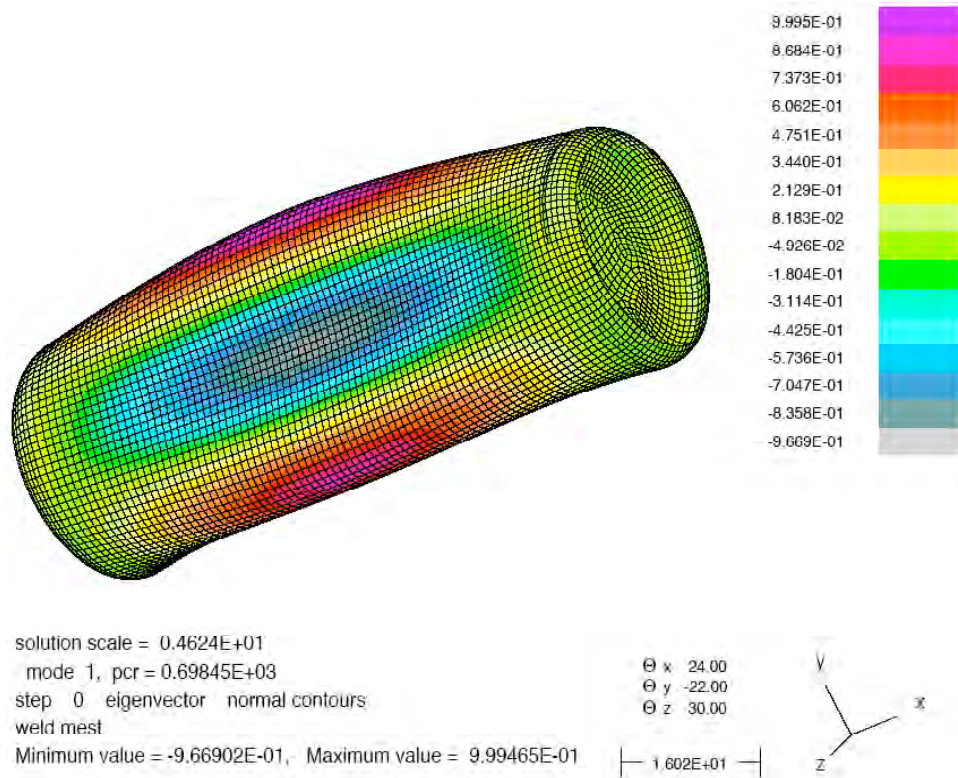 9.995E-01
8.684E-01
7.373E-01
6.062E-01
4.751E-01
3.440E-01
2.129E-01
8.183E-02
-4.926E-02
-1.804E-01
-3.114E-01
-4.425E-01
-5.736E-01
-7.047E-01
-8.358E-01
-9.669E-01
solution scale = 0.4624E+01
mode 1, pcr = 0.69845E+03
step 0 eigenvector normal contours
weld mest
Minimum value = -9.66902E-01, Maximum value = 9.99465E-01
Θ x 24.00
Θ y -22.00
Θ z 30.00
1.602E+01
Y
X
Z